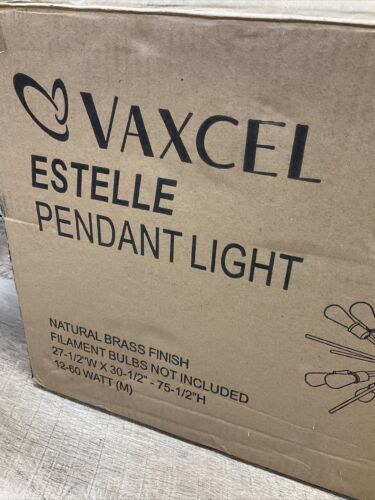 VAXCEL
ESTELLE
PENDANT LIGHT
NATURAL BRASS FINISH
FILAMENT BULBS NOT INCLUDED
27-1/2"W X 30-1/2" - 75-1/2"H
12-60 WATT (M)